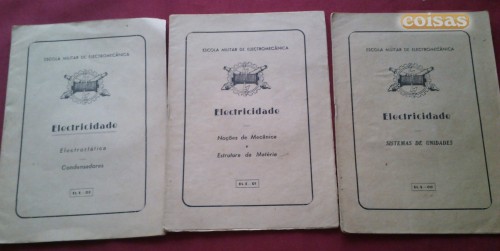 coisas
ESCOLA MILITAR DE ELECTROMECÂNICA
Electricidade
Electrostática
Condensadores
ESCOLA MILITAR DE ELECTROMECÂNICA
Electricidade
Noções de Mecânica
e
Estrutura da Matéria
ESCOLA MILITAR DE ELECTROMECÂNICA
Electricidade
SISTEMAS DE UNIDADES